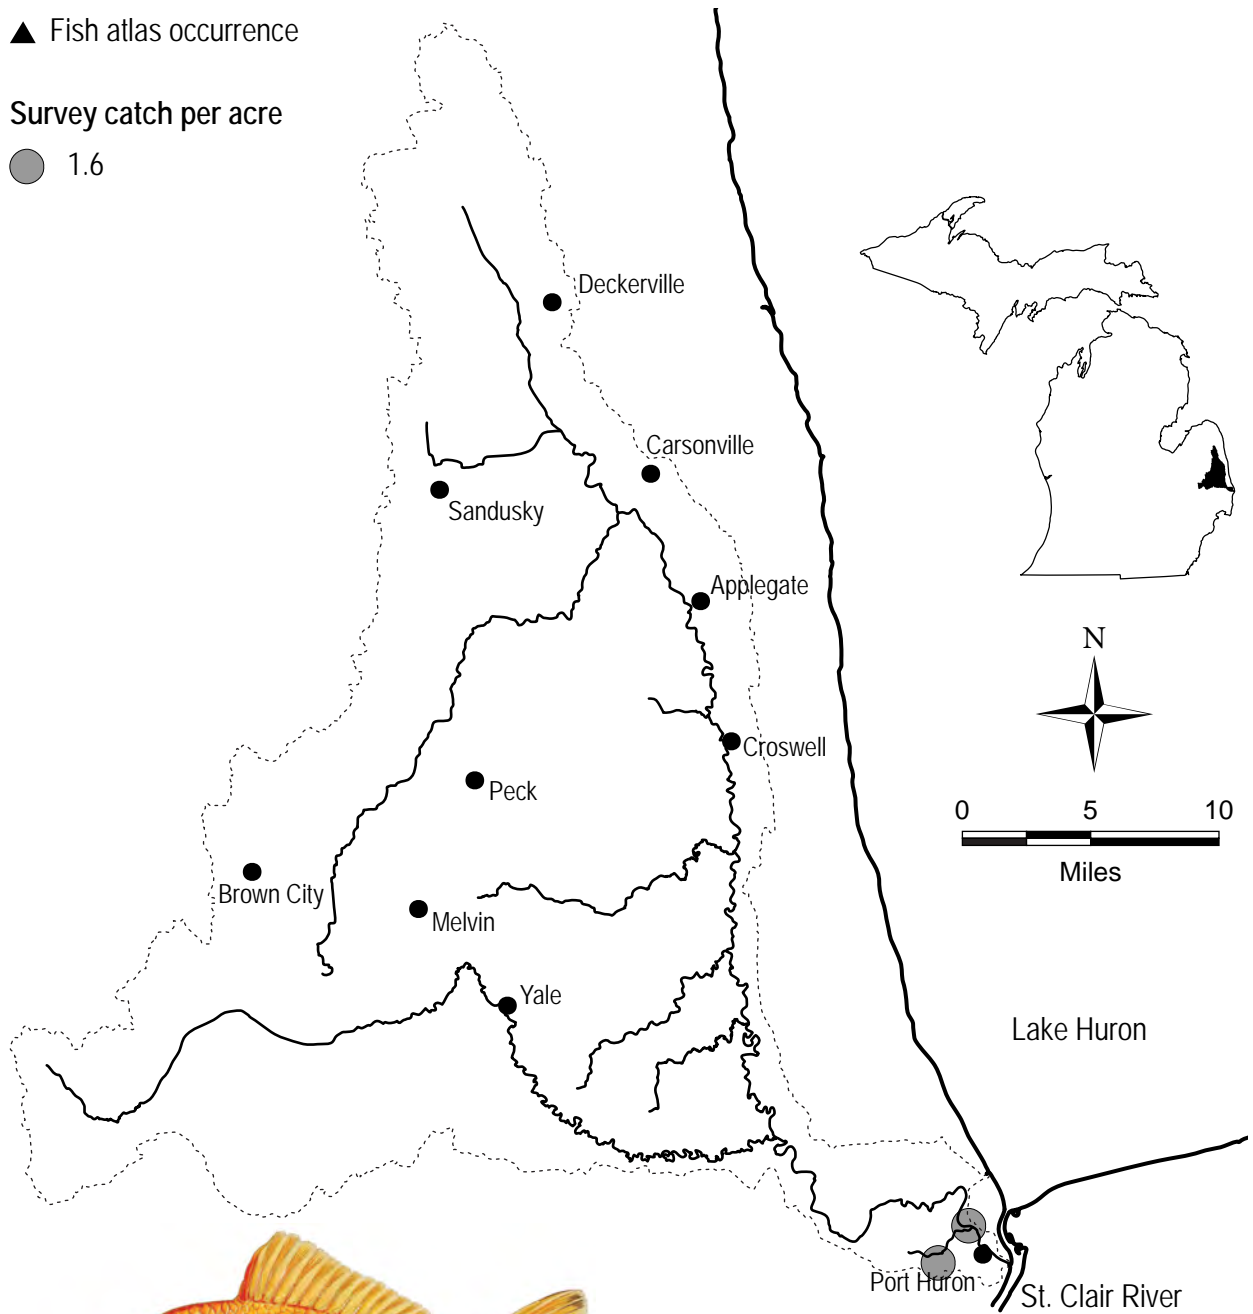 Fish atlas occurrence
Survey catch per acre
1.6
Deckerville
Carsonville
Sandusky
Applegate
N
Croswell
Peck
0 5 10
Miles
Brown City
Melvin
Yale
Lake Huron
Port Huron
St. Clair River